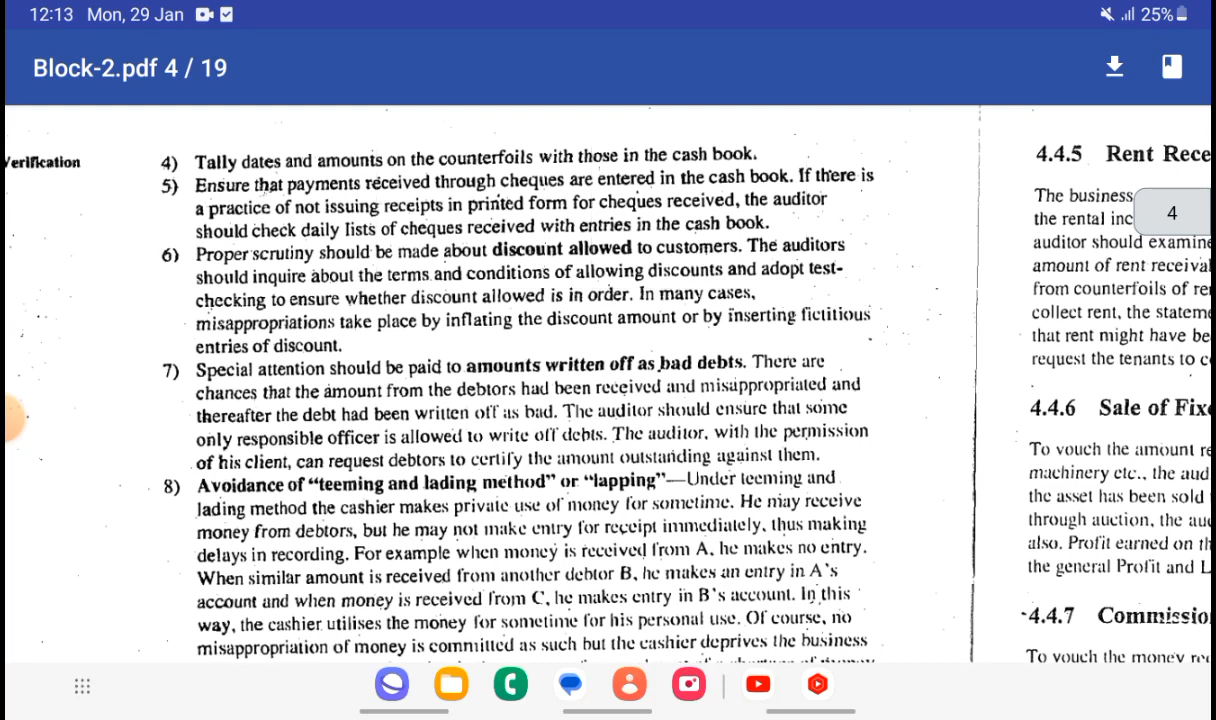 12:13 Mon, 29 Jan
25%
Block-2.pdf 4 / 19
Verification
4) Tally dates and amounts on the counterfoils with those in the cash book.
5) Ensure that payments received through cheques are entered in the cash book. If there is
a practice of not issuing receipts in printed form for cheques received, the auditor
should check daily lists of cheques received with entries in the cash book.
6) Proper scrutiny should be made about discount allowed to customers. The auditors
should inquire about the terms and conditions of allowing discounts and adopt test-
checking to ensure whether discount allowed is in order. In many cases,
misappropriations take place by inflating the discount amount or by inserting fictitious
entries of discount.
7) Special attention should be paid to amounts written off as bad debts. There are
chances that the amount from the debtors had been received and misappropriated and
thereafter the debt had been written off as bad. The auditor should ensure that some
only responsible officer is allowed to write off debts. The auditor, with the permission
of his client, can request debtors to certify the amount outstanding against them.
8) Avoidance of “teeming and lading method” or “lapping”—Under teeming and
lading method the cashier makes private use of money for sometime. He may receive
money from debtors, but he may not make entry for receipt immediately, thus making
delays in recording. For example when money is received from A, he makes no entry.
When similar amount is received from another debtor B, he makes an entry in A's
account and when money is received from C, he makes entry in B's account. In this
way, the cashier utilises the money for sometime for his personal use. Of course, no
misappropriation of money is committed as such but the cashier deprives the business
4.4.5 Rent Rece
The business
the rental inc
4
auditor should examine
amount of rent receival
from counterfoils of re
collect rent, the stateme
that rent might have be
request the tenants to c
4.4.6 Sale of Fix
To vouch the amount re
machinery etc., the aud
the asset has been sold
through auction, the au
also. Profit earned on th
the general Profit and L
4.4.7 Commissio
To vouch the money re